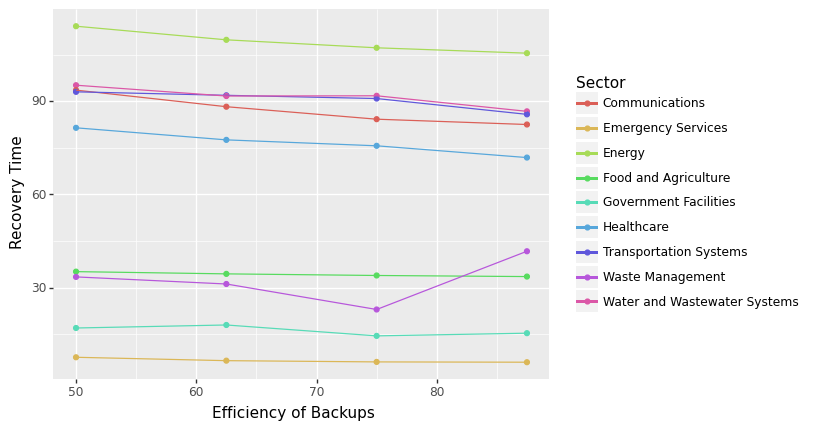 90
60
30
50
60
70
80
Recovery Time
Efficiency of Backups
Sector
Communications
Emergency Services
Energy
Food and Agriculture
Government Facilities
Healthcare
Transportation Systems
Waste Management
Water and Wastewater Systems